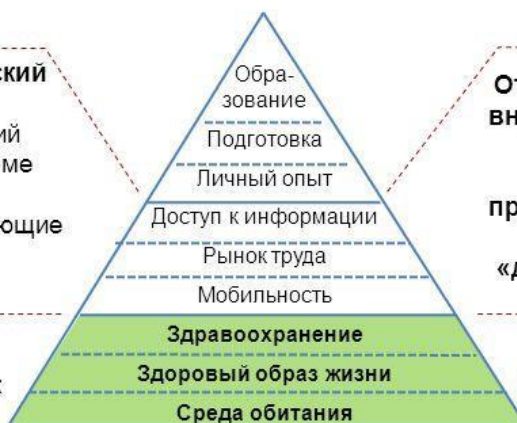 Обра-
зование
Подготовка
Личный опыт
Доступ к информации
Рынок труда
Мобильность
Здравоохранение
Здоровый образ жизни
Среда обитания